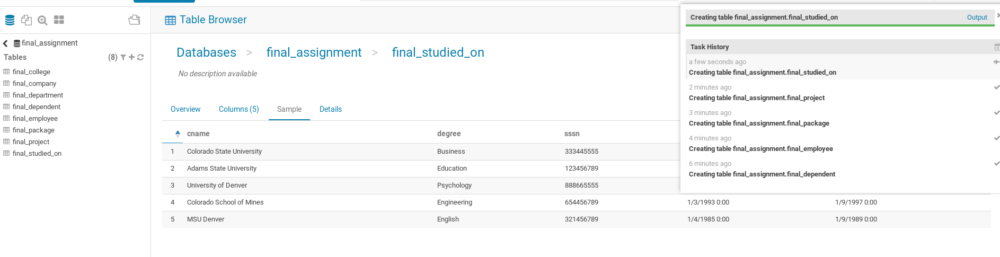 final_assignment
Tables (8)
final_college
final_company
final_department
final_dependent
final_employee
final_package
final_project
final_studied_on
Table Browser
Databases > final_assignment > final_studied_on
No description available
Overview Columns (5) Sample Details
cname degree sssn
1 Colorado State University Business 333445555
2 Adams State University Education 123456789
3 University of Denver Psychology 888665555
4 Colorado School of Mines Engineering 654456789 1/3/1993 0:00 1/9/1997 0:00
5 MSU Denver English 321456789 1/4/1985 0:00 1/9/1989 0:00
Creating table final_assignment.final_studied_on Output
Task History
a few seconds ago
Creating table final_assignment.final_studied_on
2 minutes ago
Creating table final_assignment.final_project
3 minutes ago
Creating table final_assignment.final_package
4 minutes ago
Creating table final_assignment.final_employee
6 minutes ago
Creating table final_assignment.final_dependent